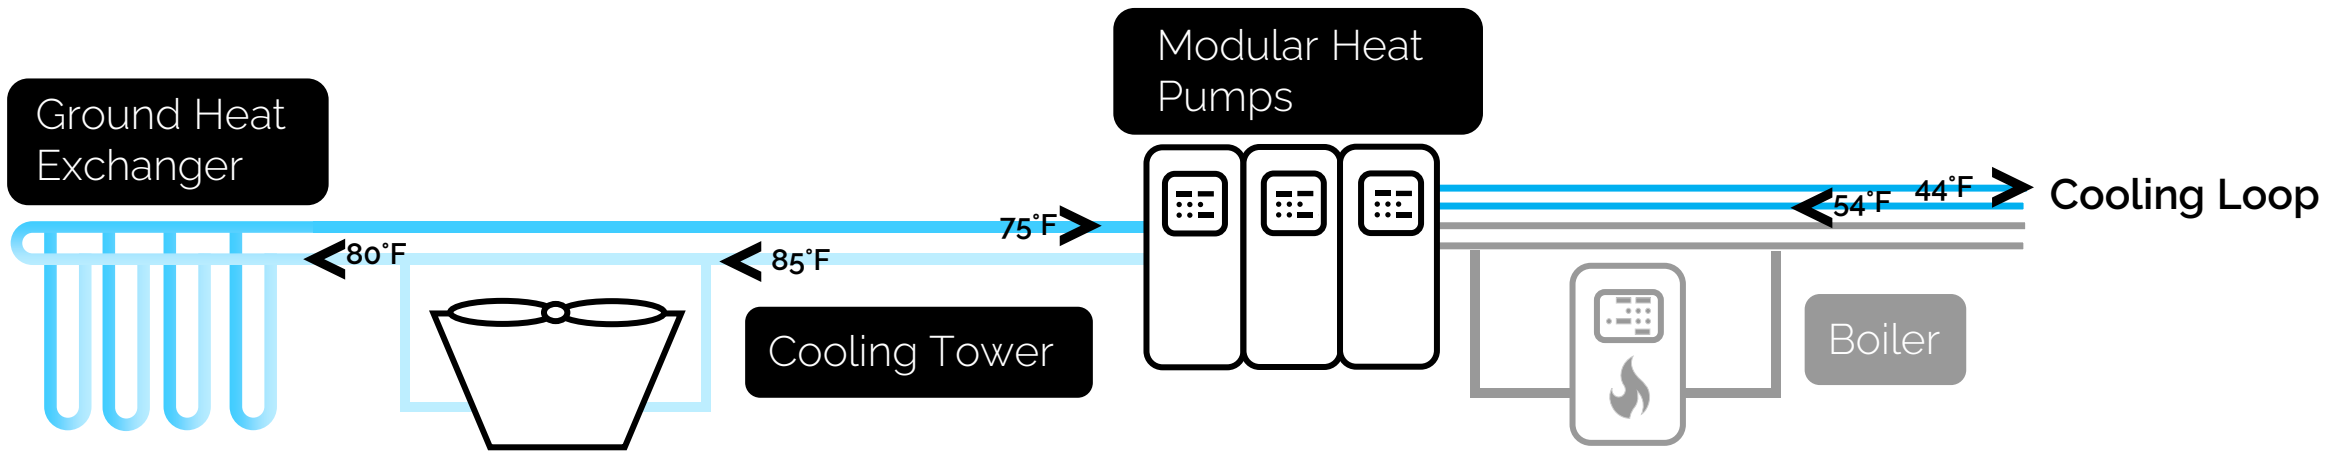 Modular Heat
Pumps
Ground Heat
Exchanger
44°F
Cooling Loop
54°F
75°F
80°F
85°F
Cooling Tower
Boiler